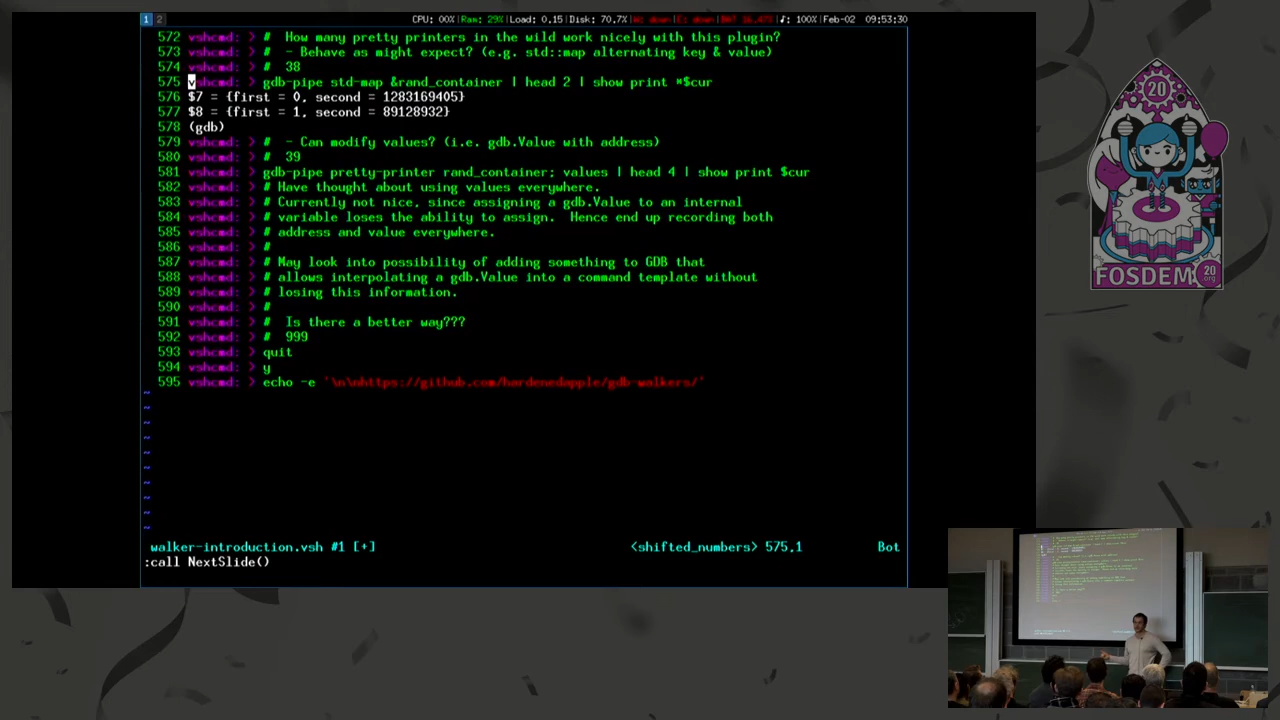 1 2
CPU: 00%|Ram: 29%|Load: 0,15|Disk: 70,7%|W: down|E: down|BAT 16,47%|♪: 100%|Feb-02 09:53:30
572 vshcmd: > #  How many pretty printers in the wild work nicely with this plugin?
573 vshcmd: > #  - Behave as might expect? (e.g. std::map alternating key & value)
574 vshcmd: > #  38
575 vshcmd: > gdb-pipe std-map &rand_container | head 2 | show print *$cur
576 $7 = {first = 0, second = 1283169405}
577 $8 = {first = 1, second = 89128932}
578 (gdb)
579 vshcmd: > #  - Can modify values? (i.e. gdb.Value with address)
580 vshcmd: > #  39
581 vshcmd: > gdb-pipe pretty-printer rand_container; values | head 4 | show print $cur
582 vshcmd: > # Have thought about using values everywhere.
583 vshcmd: > # Currently not nice, since assigning a gdb.Value to an internal
584 vshcmd: > # variable loses the ability to assign.  Hence end up recording both
585 vshcmd: > # address and value everywhere.
586 vshcmd: > #
587 vshcmd: > # May look into possibility of adding something to GDB that
588 vshcmd: > # allows interpolating a gdb.Value into a command template without
589 vshcmd: > # losing this information.
590 vshcmd: > #
591 vshcmd: > #  Is there a better way???
592 vshcmd: > #  999
593 vshcmd: > quit
594 vshcmd: > y
595 vshcmd: > echo -e '\n\nhttps://github.com/hardenedapple/gdb-walkers/'
~
~
~
~
~
~
~
~
~
~
walker-introduction.vsh #1 [+] <shifted_numbers> 575,1 Bot
:call NextSlide()
20
FOSDEM 20
.org